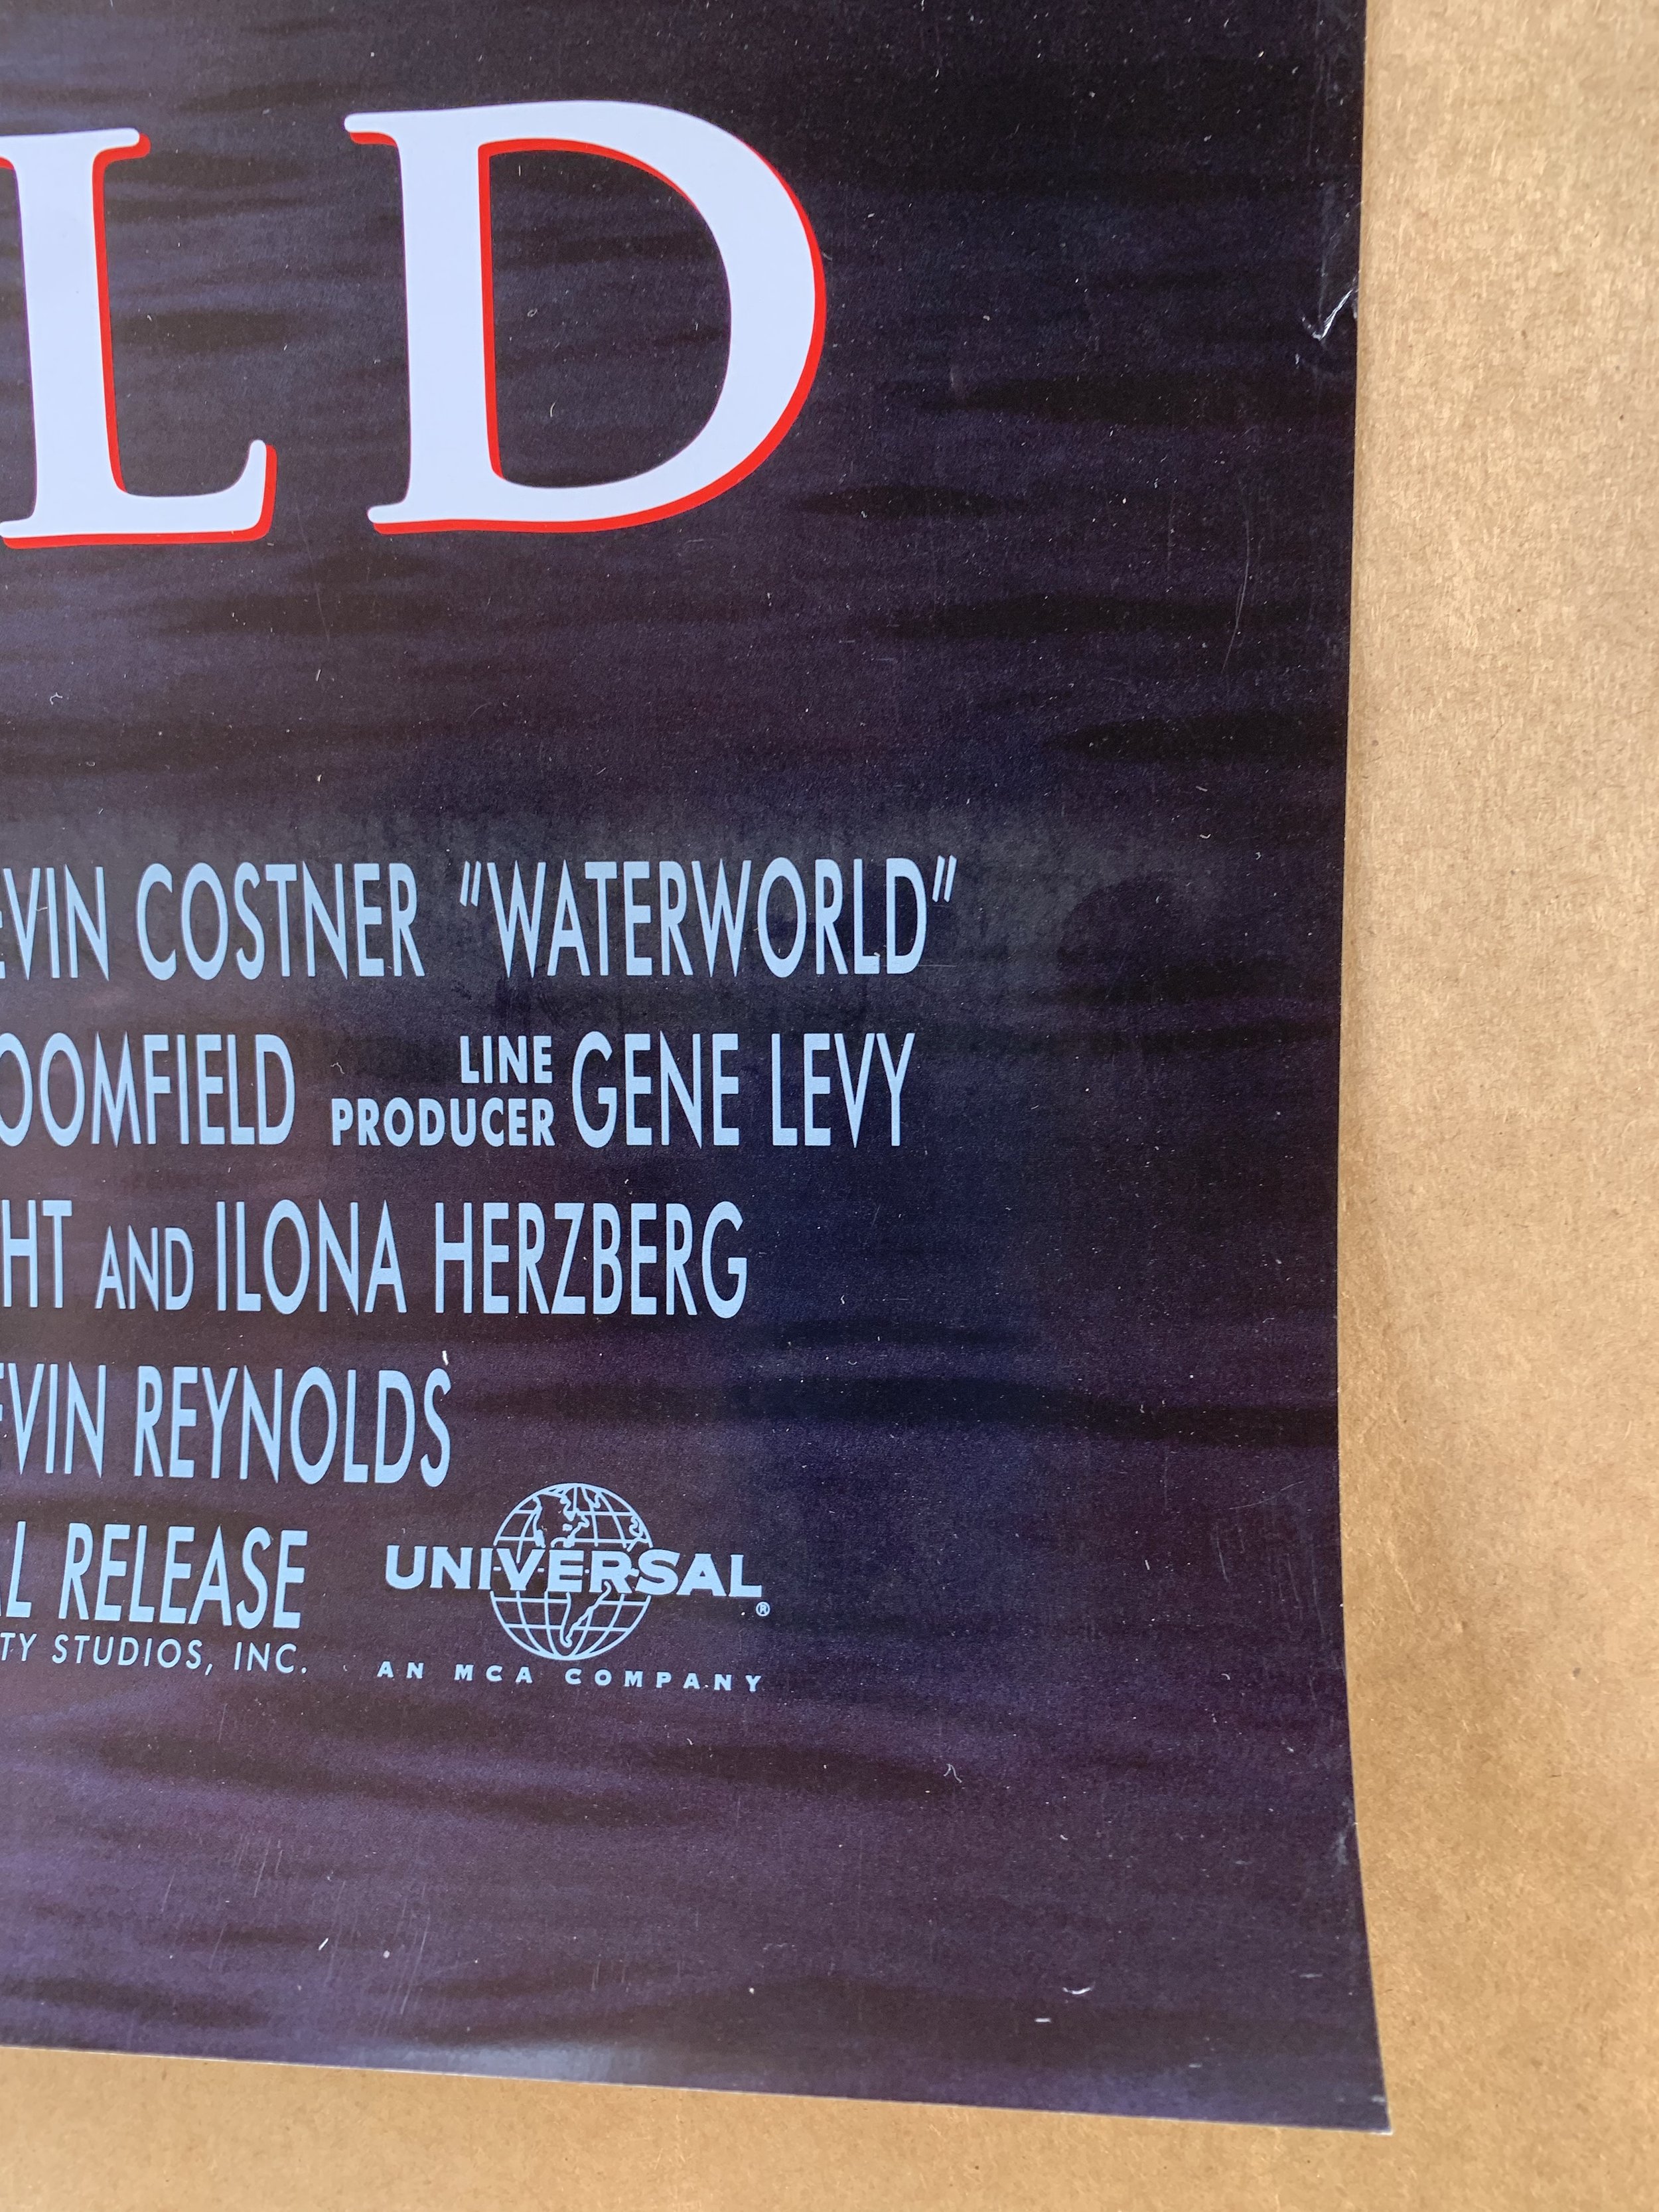 LD
EVIN COSTNER "WATERWORLD"
OOMFIELD LINE PRODUCER GENE LEVY
HT AND ILONA HERZBERG
EVIN REYNOLDS
L RELEASE
TY STUDIOS, INC.
UNIVERSAL®
AN MCA COMPANY